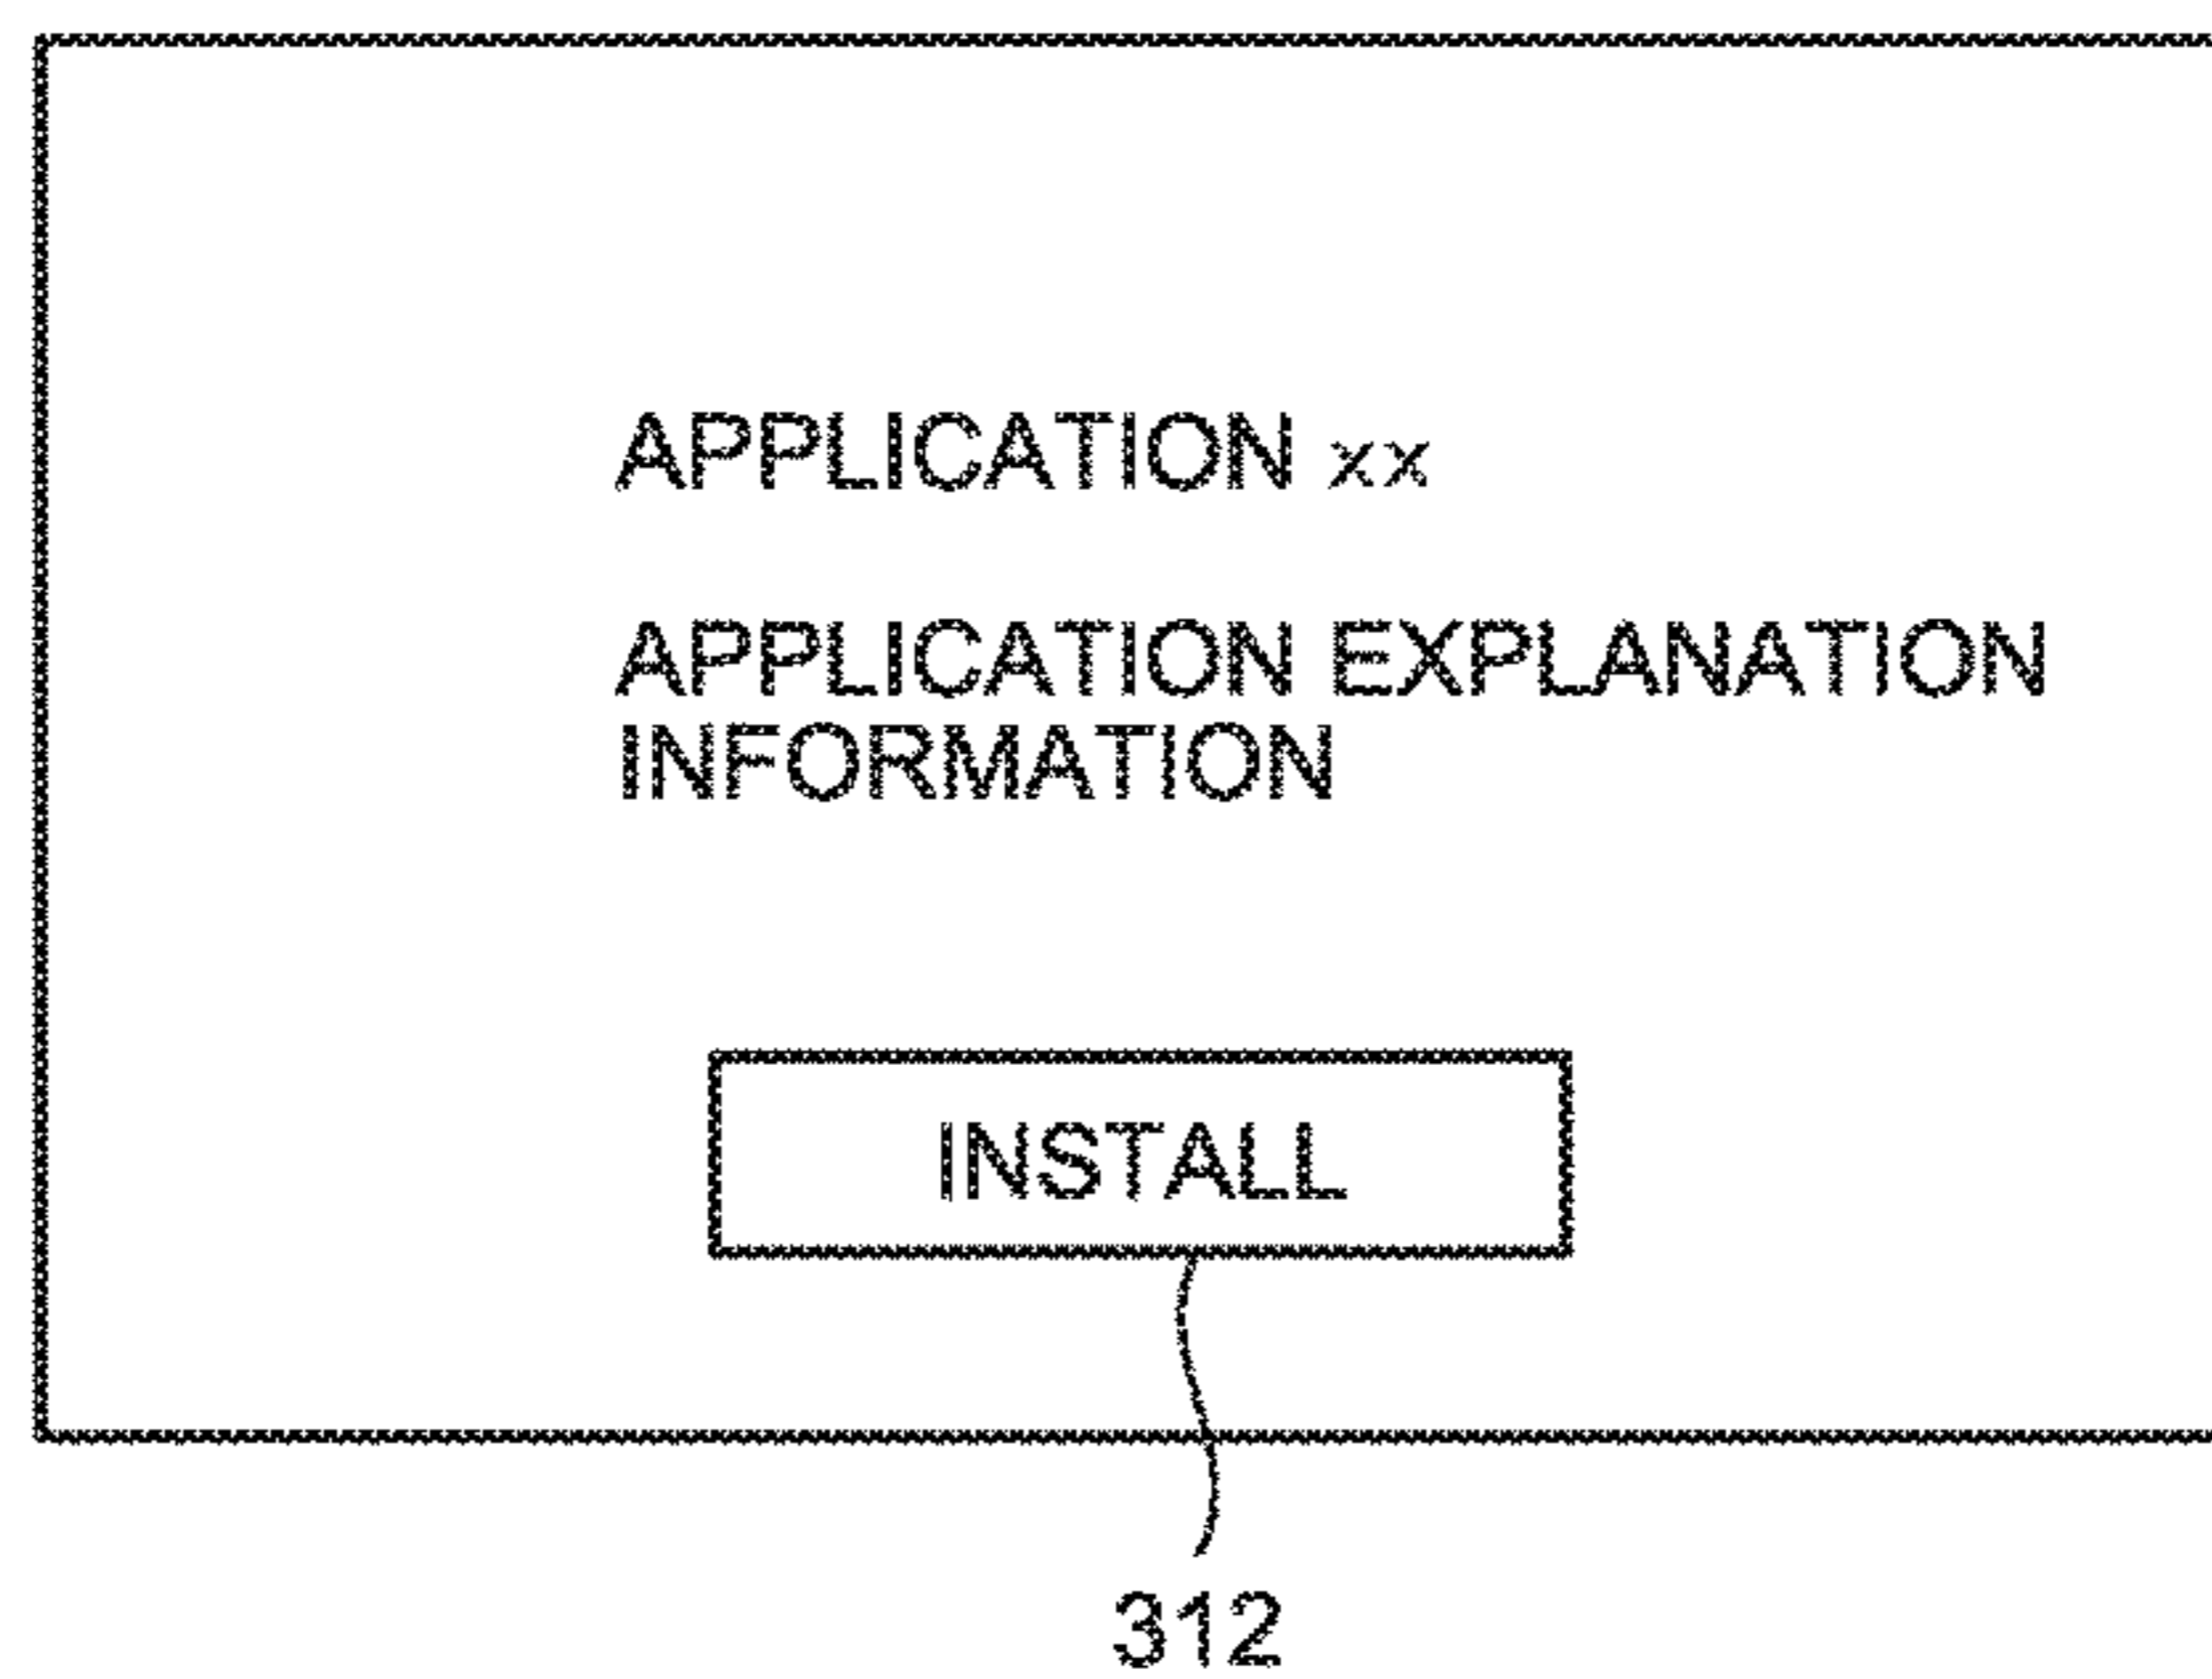 APPLICATION xx
APPLICATION EXPLANATION
INFORMATION
INSTALL
312